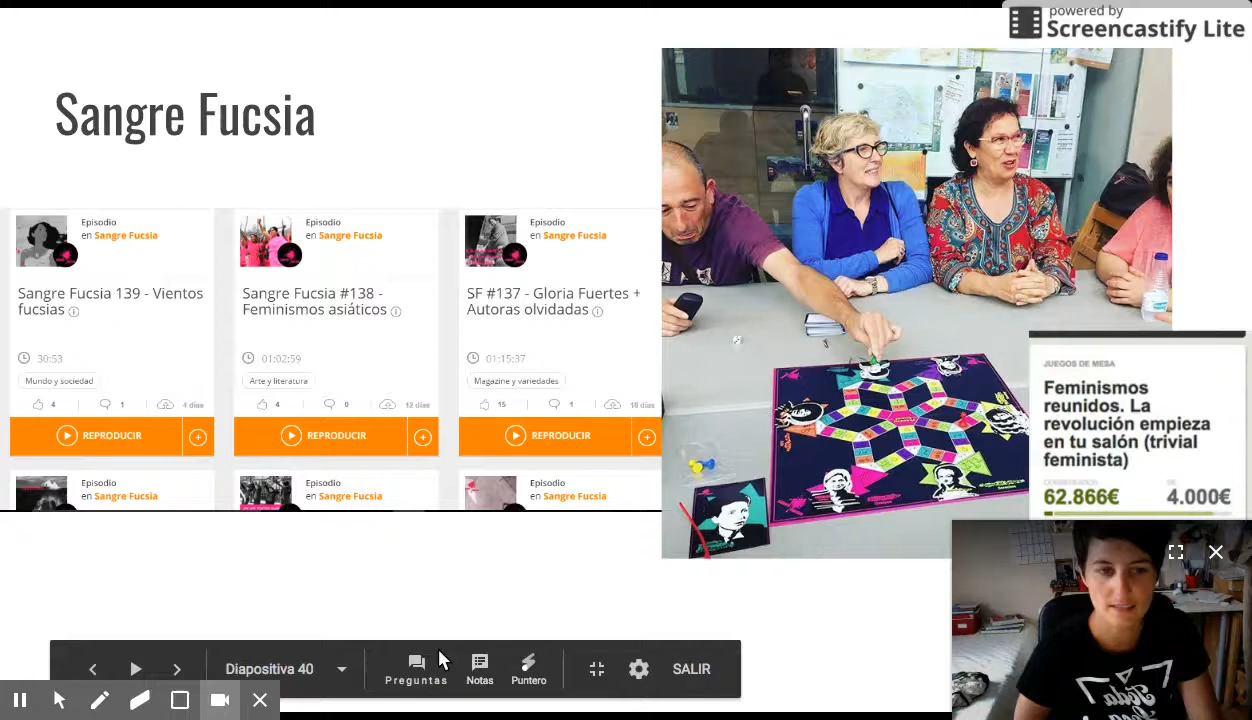 powered by
Screencastify Lite
Sangre Fucsia
Episodio
en Sangre Fucsia
Sangre Fucsia 139 - Vientos
fucsias
30:53
Mundo y sociedad
4
1
4 días
REPRODUCIR
Episodio
en Sangre Fucsia
Sangre Fucsia #138 -
Feminismos asiáticos
01:02:59
Arte y literatura
4
0
12 días
REPRODUCIR
Episodio
en Sangre Fucsia
SF #137 - Gloria Fuertes +
Autoras olvidadas
01:15:37
Magazine y variedades
15
1
18 días
REPRODUCIR
Episodio
en Sangre Fucsia
Episodio
en Sangre Fucsia
Episodio
en Sangre Fucsia
JUEGOS DE MESA
Feminismos
reunidos. La
revolución empieza
en tu salón (trivial
feminista)
62.866€
4.000€
Diapositiva 40
Preguntas
Notas
Puntero
SALIR